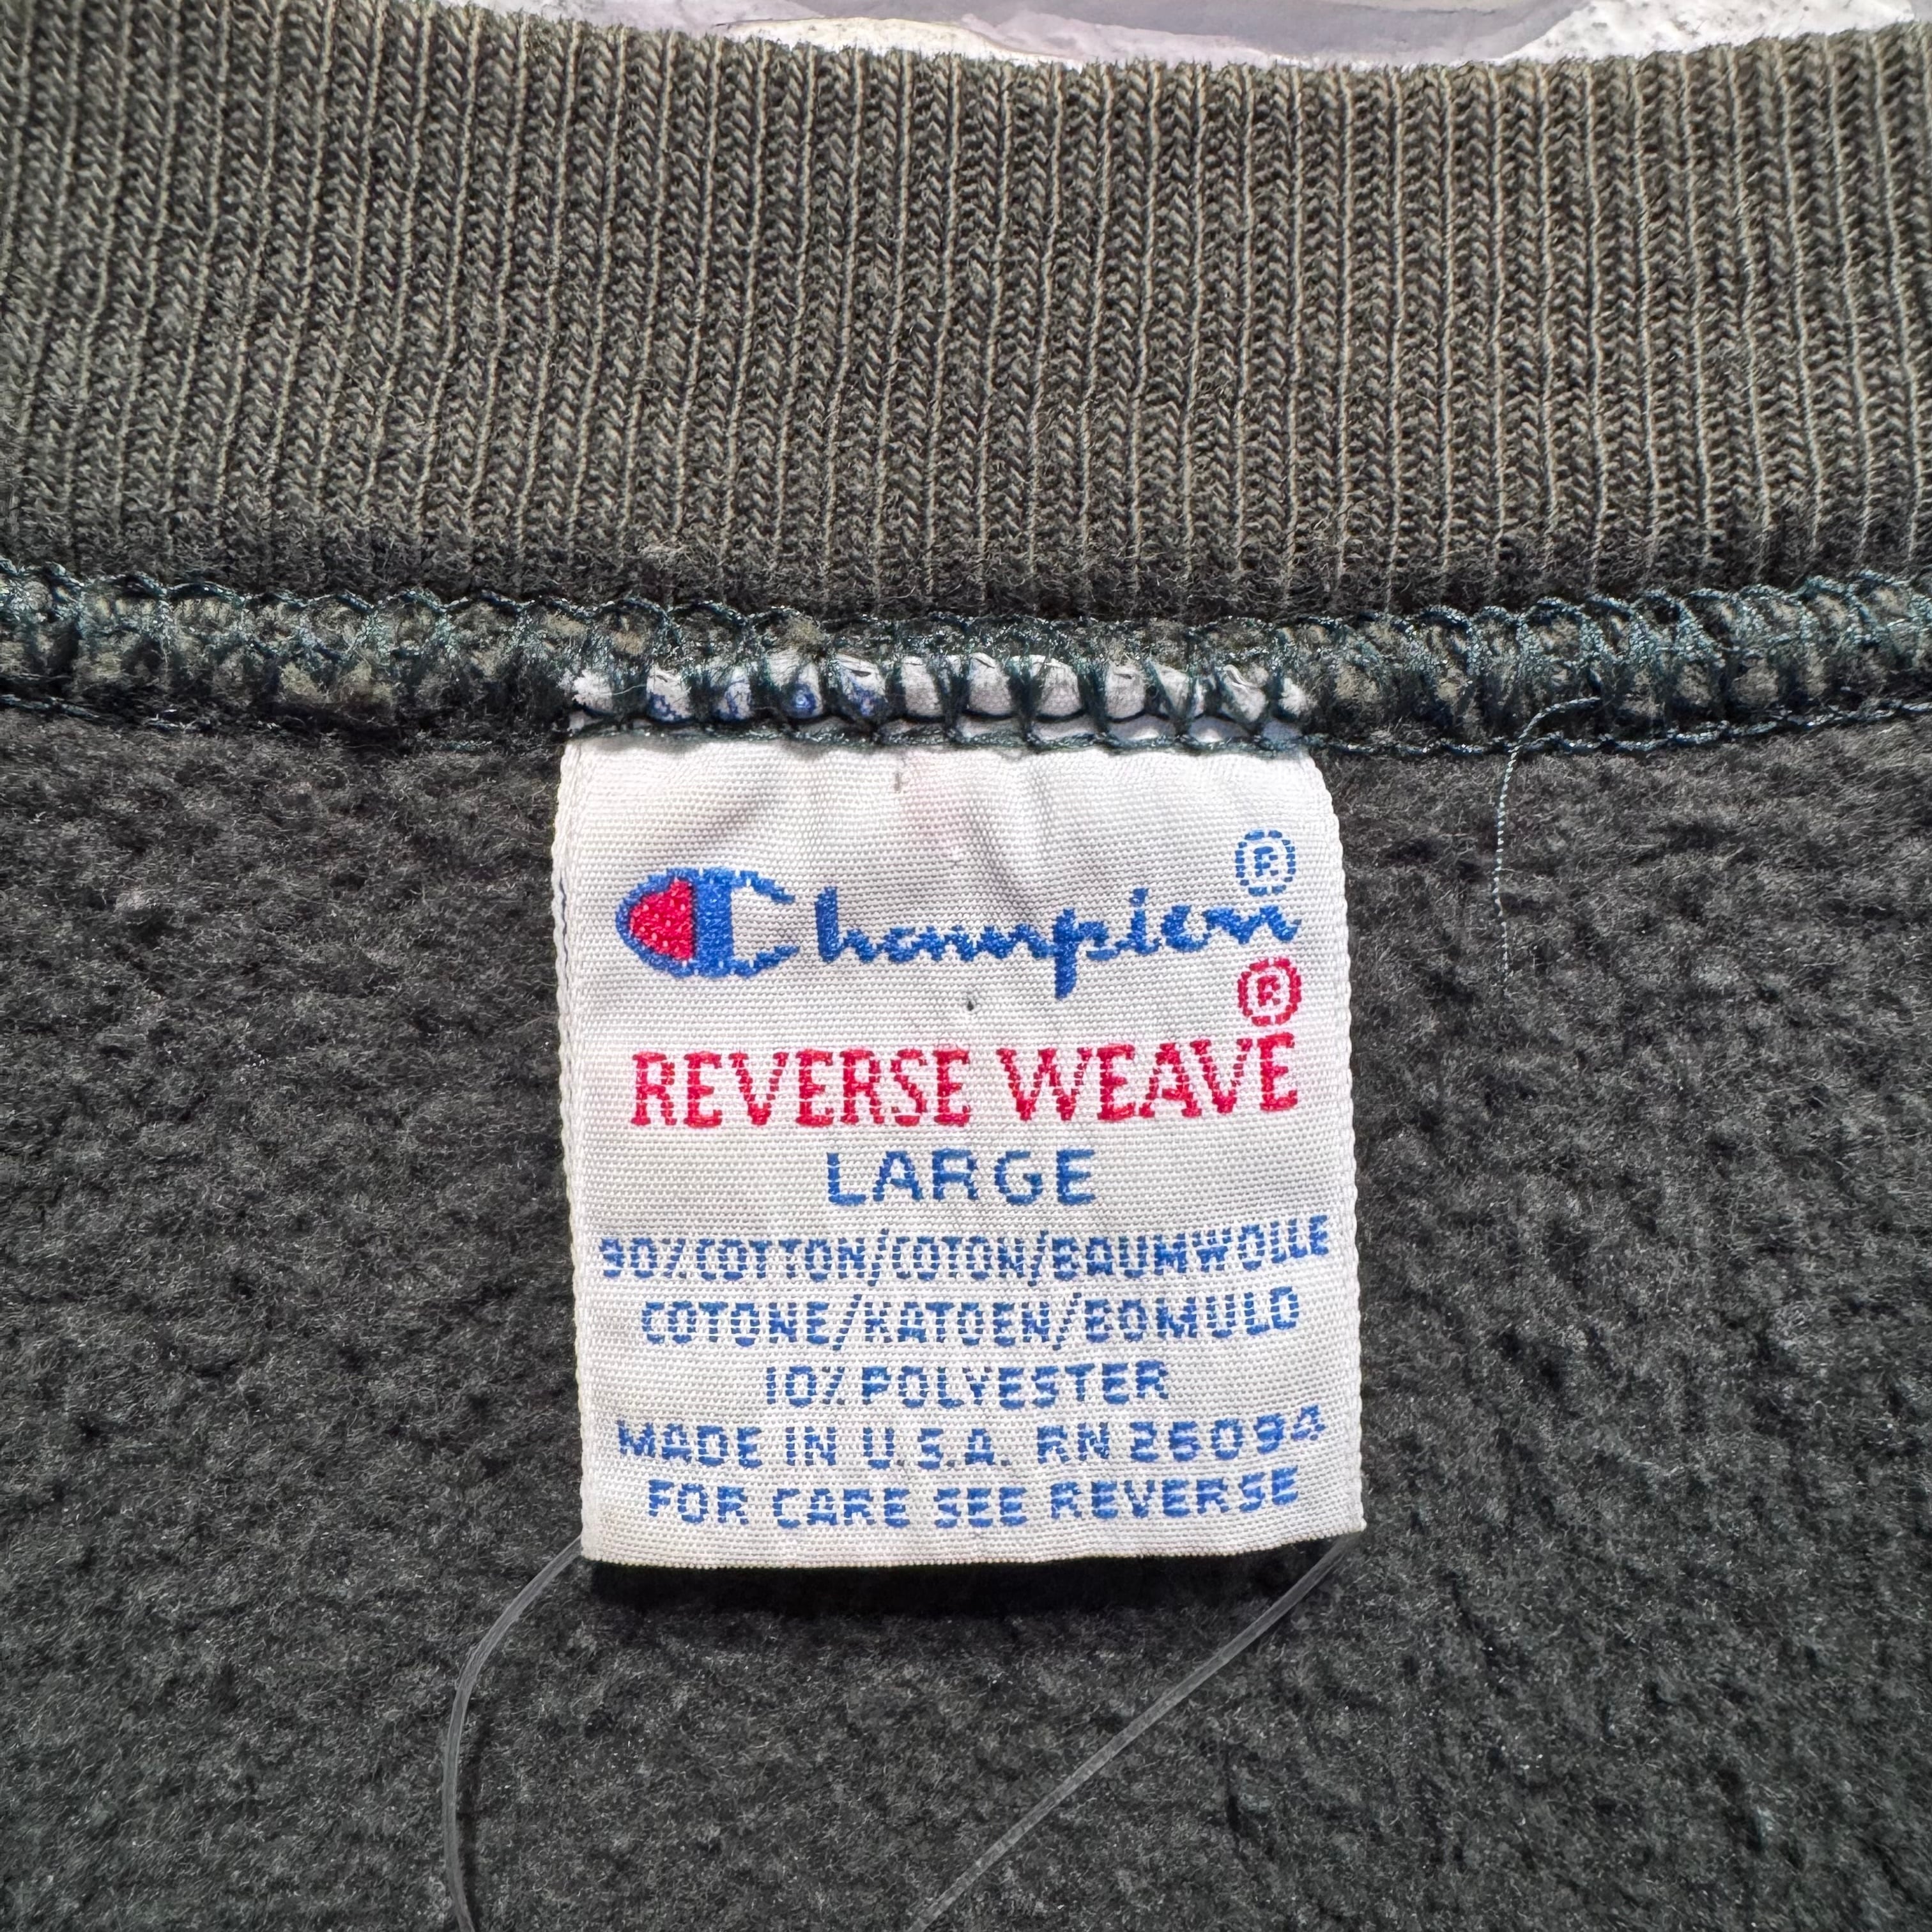 Champion®
®
REVERSE WEAVE
LARGE
90% COTTON/COTON/BAUMWOLLE
COTONE/KATOEN/BOMULD
10% POLYESTER
MADE IN U.S.A. RN 26094
FOR CARE SEE REVERSE